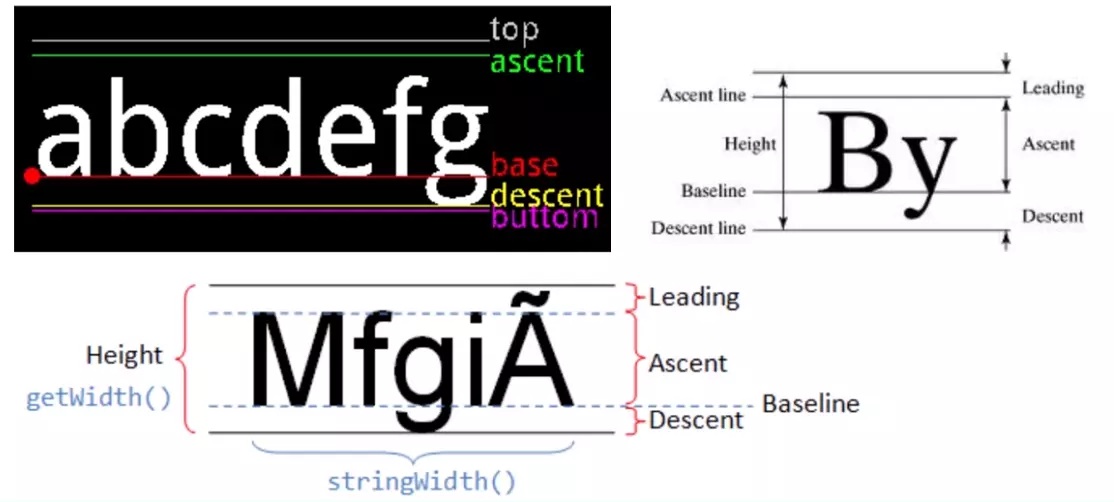 top
ascent
abcdefg
base
descent
buttom
Leading
Ascent line
By
Height
Ascent
Baseline
Descent
Descent line
MfgiÃ
Leading
Height
Ascent
getWidth()
Baseline
Descent
stringWidth()